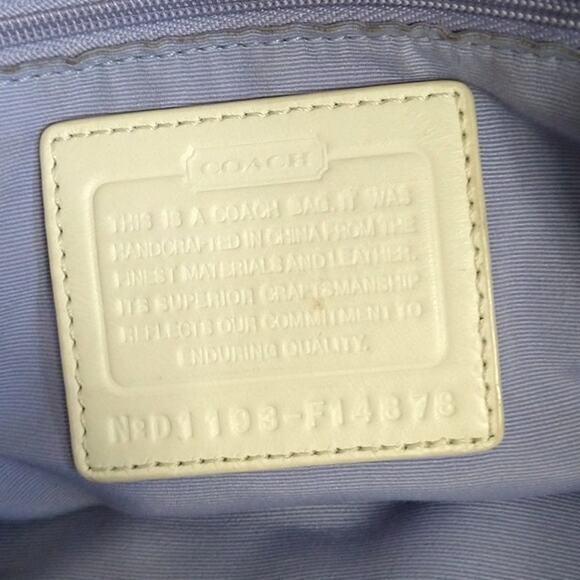 COACH
THIS IS A COACH BAG. IT WAS
HANDCRAFTED IN CHINA FROM THE
FINEST MATERIALS AND LEATHER.
ITS SUPERIOR CRAFTSMANSHIP
REFLECTS OUR COMMITMENT TO
ENDURING QUALITY.
NºD1193-F14878